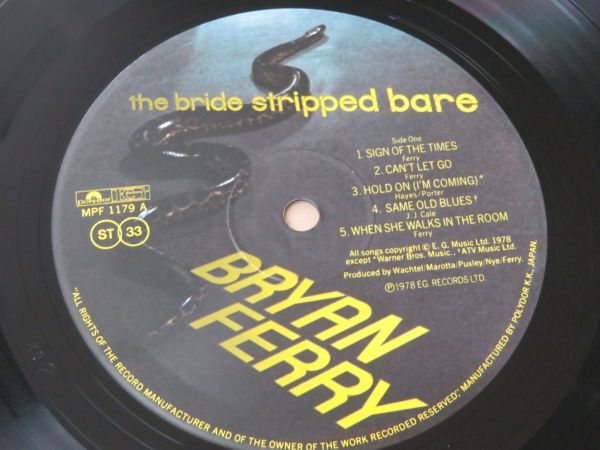 the bride stripped bare
Side One
1. SIGN OF THE TIMES
Ferry
2. CAN'T LET GO
Ferry
3. HOLD ON (I'M COMING)*
Hayes/Porter
4. SAME OLD BLUES†
J. J. Cale
5. WHEN SHE WALKS IN THE ROOM
Ferry
All songs copyright © E. G. Music Ltd. 1978
except *Warner Bros. Music., †ATV Music Ltd.
Produced by Wachtel/Marotta/Puxley/Nye/Ferry.
℗1978 EG RECORDS LTD.
polydor
MPF 1179 A
ST 33
BRYAN
FERRY
"ALL RIGHTS OF THE RECORD MANUFACTURER AND OF THE OWNER OF THE WORK RECORDED RESERVED," MANUFACTURED BY POLYDOR K.K., JAPAN.